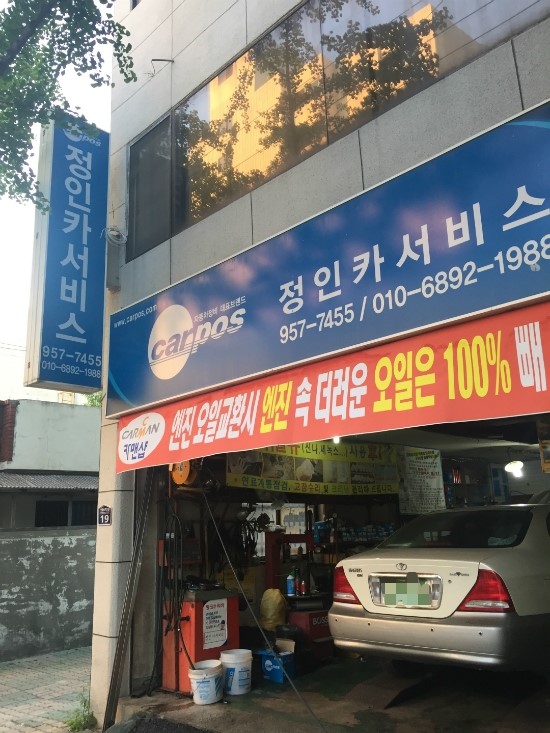 carpos
정인카서비스
957-7455
010-6892-1988
www.carpos.com
carpos
정인카서비스
957-7455 / 010-6892-1988
CARMAN
카맨샵
엔진 오일교환시 엔진 속 더러운 오일은 100% 빼
19